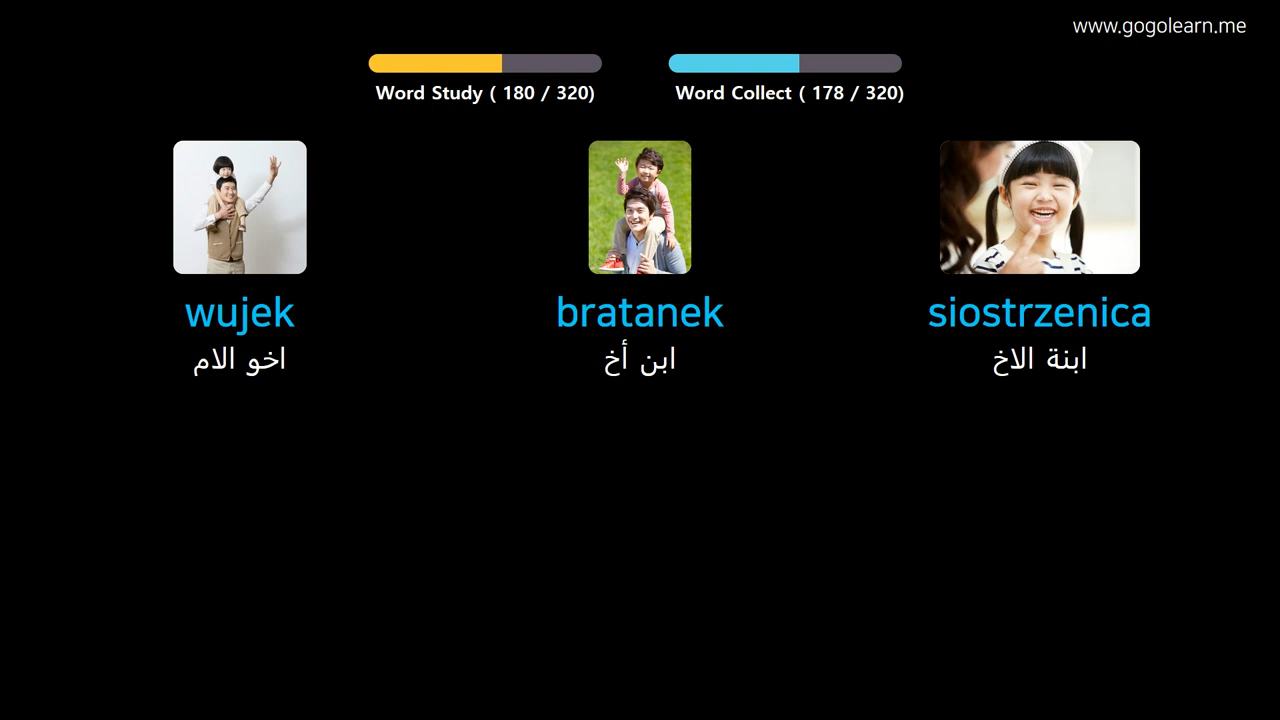 www.gogolearn.me
Word Study ( 180 / 320)
Word Collect ( 178 / 320)
wujek
اخو الام
bratanek
ابن أخ
siostrzenica
ابنة الاخ